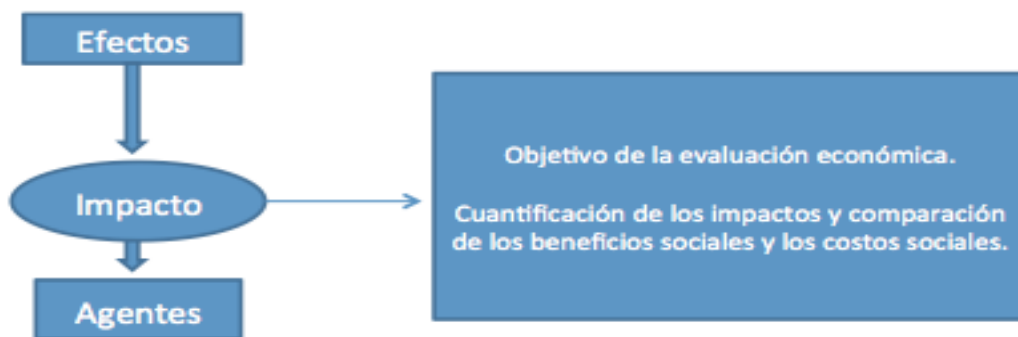 Efectos
Impacto
Agentes
Objetivo de la evaluación económica.
Cuantificación de los impactos y comparación
de los beneficios sociales y los costos sociales.